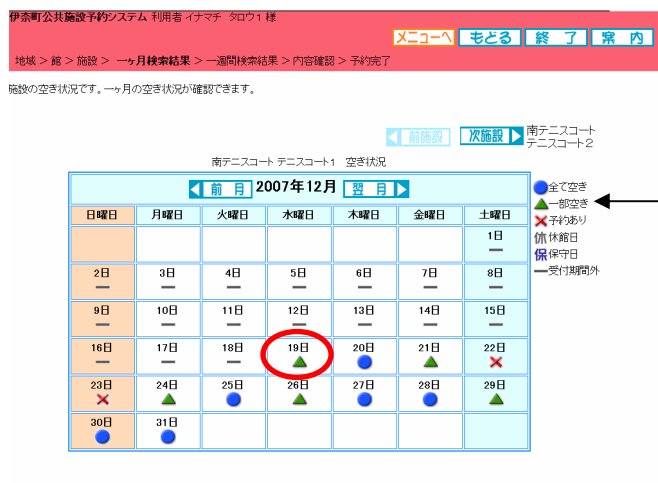 伊奈町公共施設予約システム 利用者 イナマチ タロウ1 様
メニューへ もどる 終 了 案 内
地域 > 館 > 施設 > 一ヶ月検索結果 > 一週間検索結果 > 内容確認 > 予約完了
施設の空き状況です。一ヶ月の空き状況が確認できます。
前施設 次施設 南テニスコート
テニスコート2
南テニスコート テニスコート1 空き状況
前 月 2007年12月 翌 月
日曜日 月曜日 火曜日 水曜日 木曜日 金曜日 土曜日
1日
2日 3日 4日 5日 6日 7日 8日
9日 10日 11日 12日 13日 14日 15日
16日 17日 18日 19日 20日 21日 22日
23日 24日 25日 26日 27日 28日 29日
30日 31日
全て空き
一部空き
予約あり
休 休館日
保 保守日
受付期間外